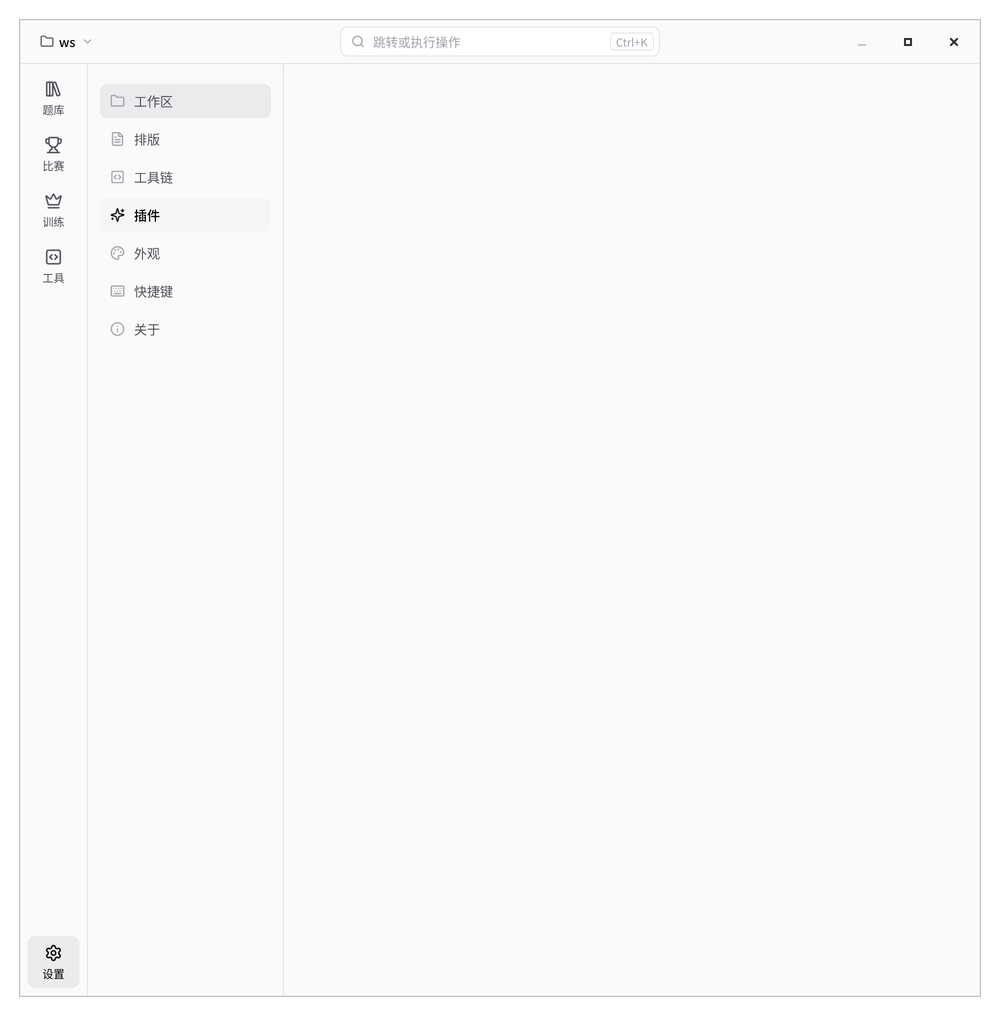 ws
跳转或执行操作
Ctrl+K
题库
比赛
训练
工具
工作区
排版
工具链
插件
外观
快捷键
关于
设置